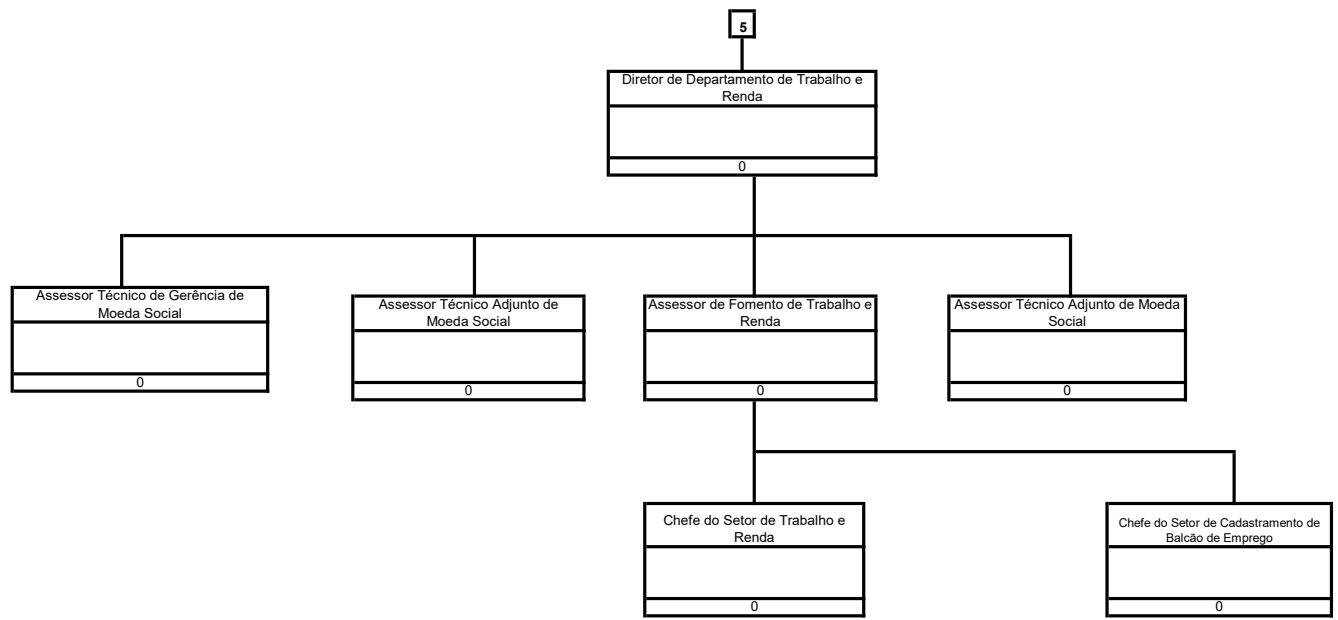 5
Diretor de Departamento de Trabalho e
Renda
0
Assessor Técnico de Gerência de
Moeda Social
0
Assessor Técnico Adjunto de
Moeda Social
0
Assessor de Fomento de Trabalho e
Renda
0
Assessor Técnico Adjunto de Moeda
Social
0
Chefe do Setor de Trabalho e
Renda
0
Chefe do Setor de Cadastramento de
Balcão de Emprego
0